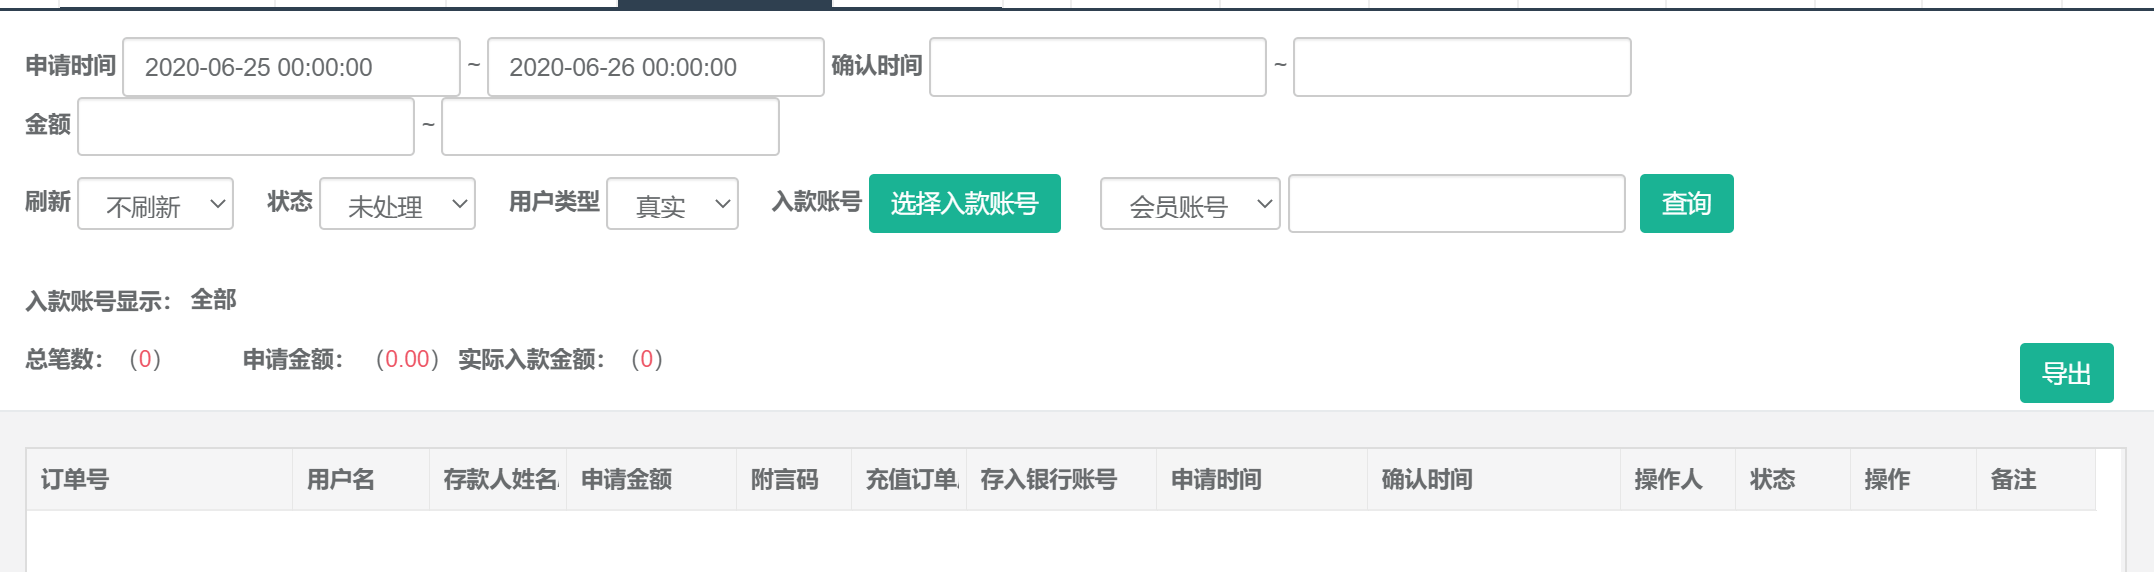 申请时间 2020-06-25 00:00:00 ~ 2020-06-26 00:00:00 确认时间 ~
金额 ~
刷新 不刷新 状态 未处理 用户类型 真实 入款账号 选择入款账号 会员账号 查询
入款账号显示： 全部
总笔数： （0） 申请金额： （0.00） 实际入款金额： （0）
导出
订单号 用户名 存款人姓名 申请金额 附言码 充值订单 存入银行账号 申请时间 确认时间 操作人 状态 操作 备注